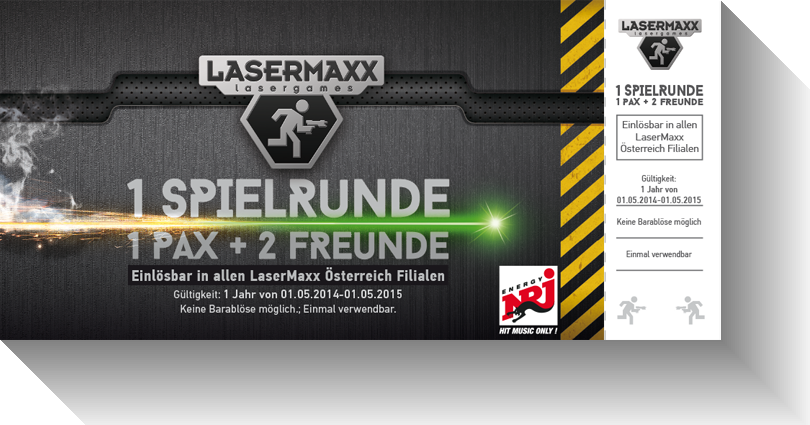 LASERMAXX
lasergames
1 SPIELRUNDE
1 PAX + 2 FREUNDE
Einlösbar in allen LaserMaxx Österreich Filialen
Gültigkeit: 1 Jahr von 01.05.2014-01.05.2015
Keine Barablöse möglich.; Einmal verwendbar.
ENERGY
NRJ
HIT MUSIC ONLY !
LASERMAXX
lasergames
1 SPIELRUNDE
1 PAX + 2 FREUNDE
Einlösbar in allen
LaserMaxx
Österreich Filialen
Gültigkeit:
1 Jahr von
01.05.2014-01.05.2015
Keine Barablöse möglich
Einmal verwendbar